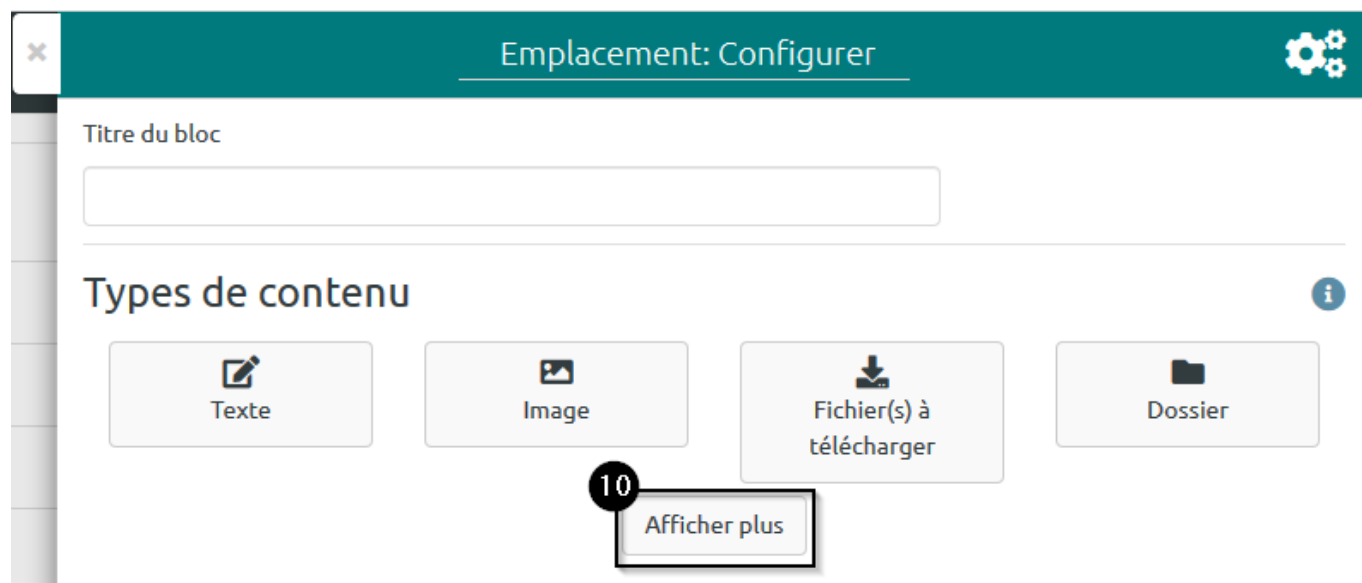 Emplacement: Configurer
Titre du bloc
Types de contenu
Texte
Image
Fichier(s) à
télécharger
Dossier
10
Afficher plus